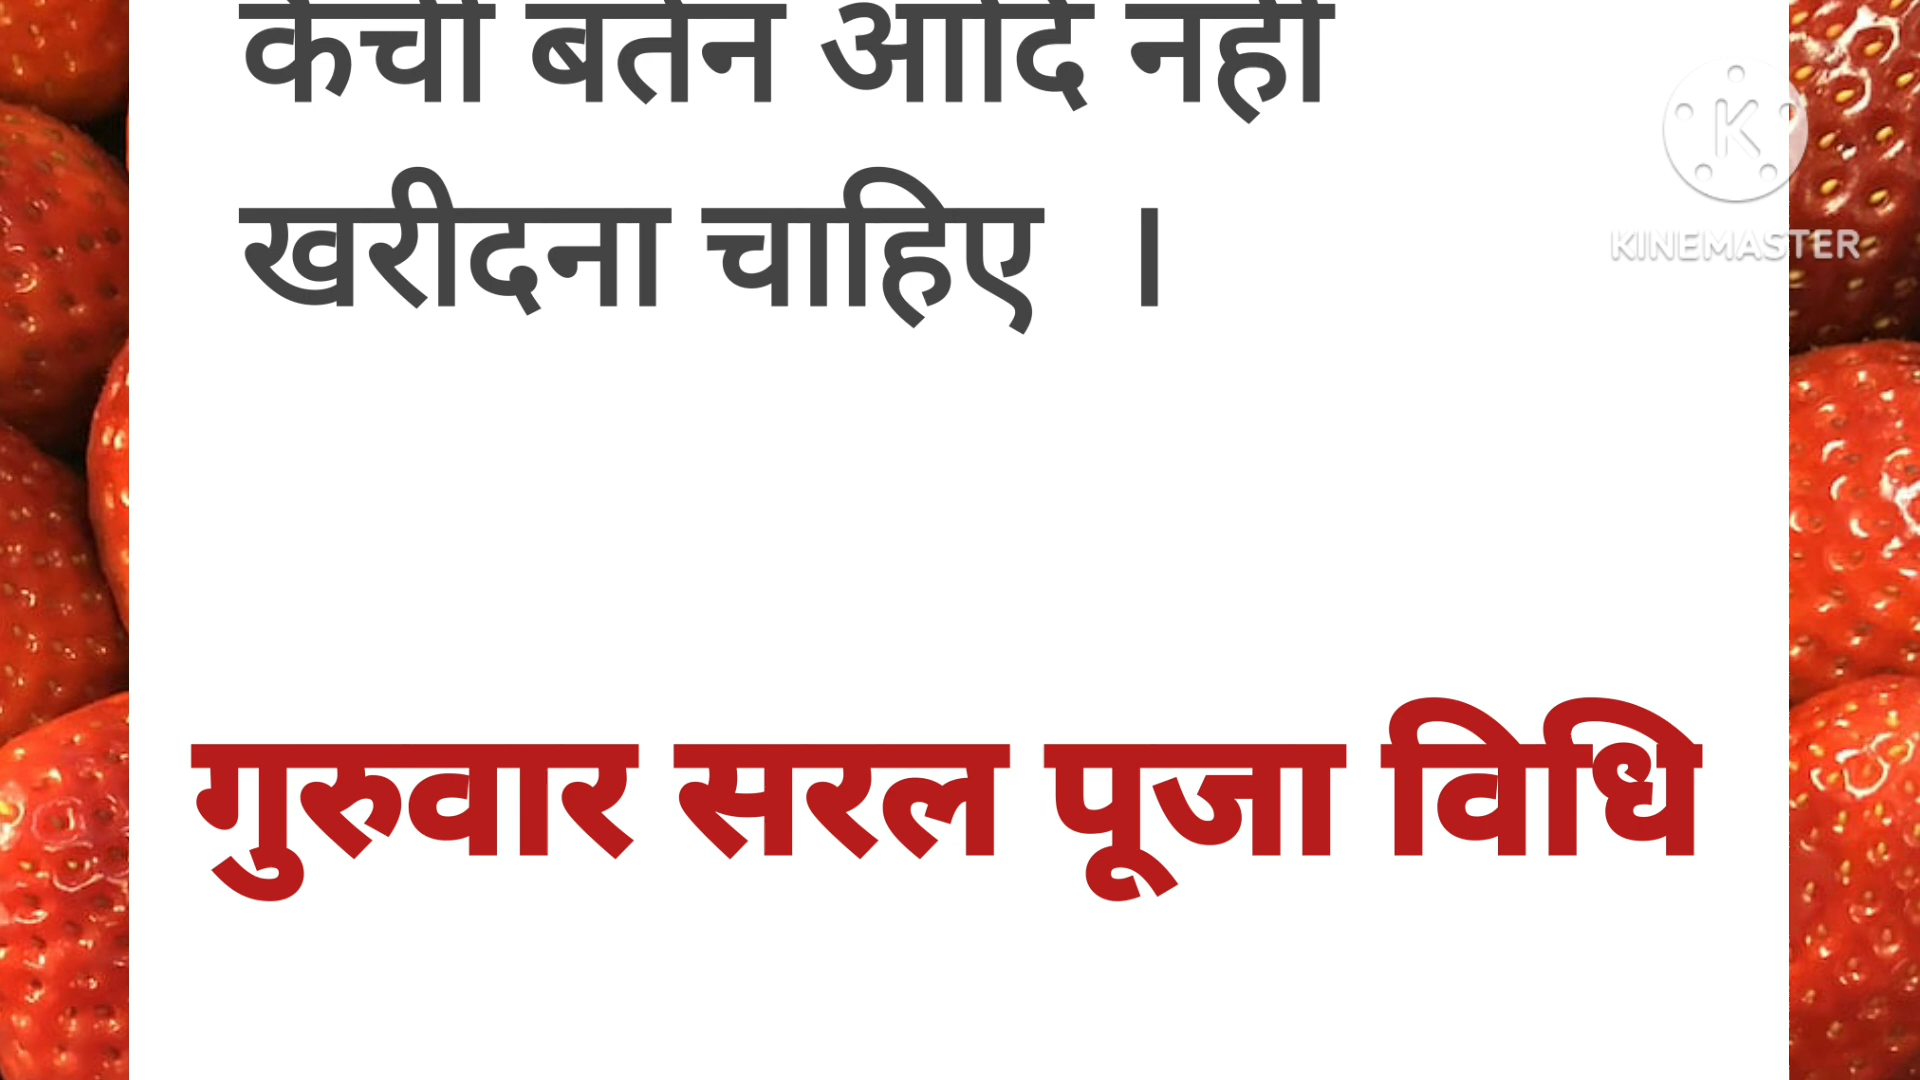 कैंची बर्तन आदि नहीं
खरीदना चाहिए ।
KINEMASTER
गुरुवार सरल पूजा विधि